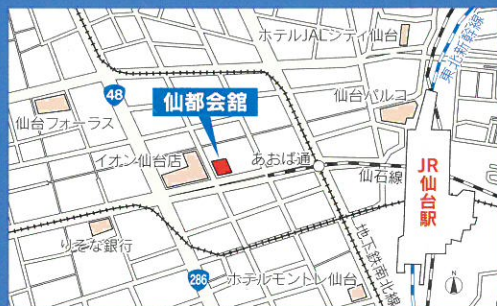 ホテルJALシティ仙台
東北新幹線
48
仙都会舘
仙台パルコ
仙台フォーラス
イオン仙台店
あおば通
仙石線
JR仙台駅
りそな銀行
286
ホテルモントレ仙台
地下鉄南北線
N